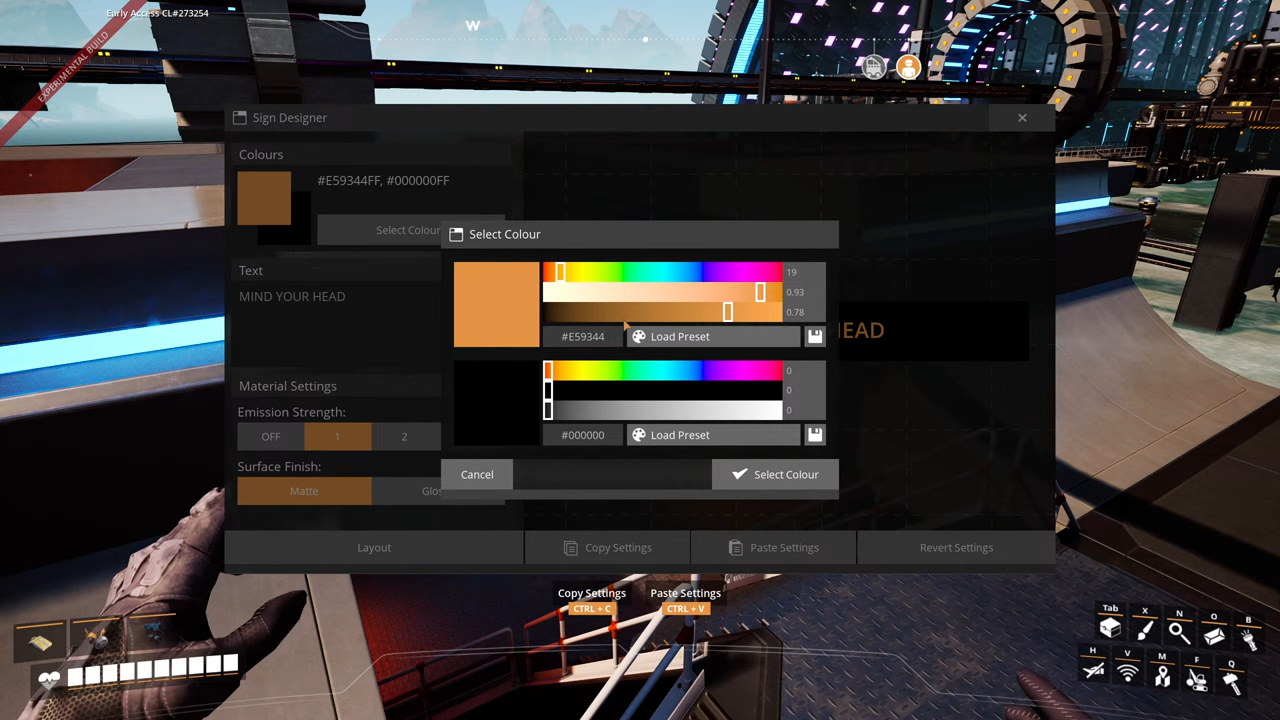 Early Access CL#273254
EXPERIMENTAL BUILD
W
Sign Designer
Colours
#E59344FF, #000000FF
Select Colour
Text
MIND YOUR HEAD
Material Settings
Emission Strength:
OFF
1
2
Surface Finish:
Matte
Glos
Select Colour
19
0.93
0.78
#E59344
Load Preset
0
0
0
#000000
Load Preset
Cancel
Select Colour
HEAD
Layout
Copy Settings
Paste Settings
Revert Settings
Copy Settings
CTRL + C
Paste Settings
CTRL + V
Tab
X
N
O
B
H
V
M
F
Q